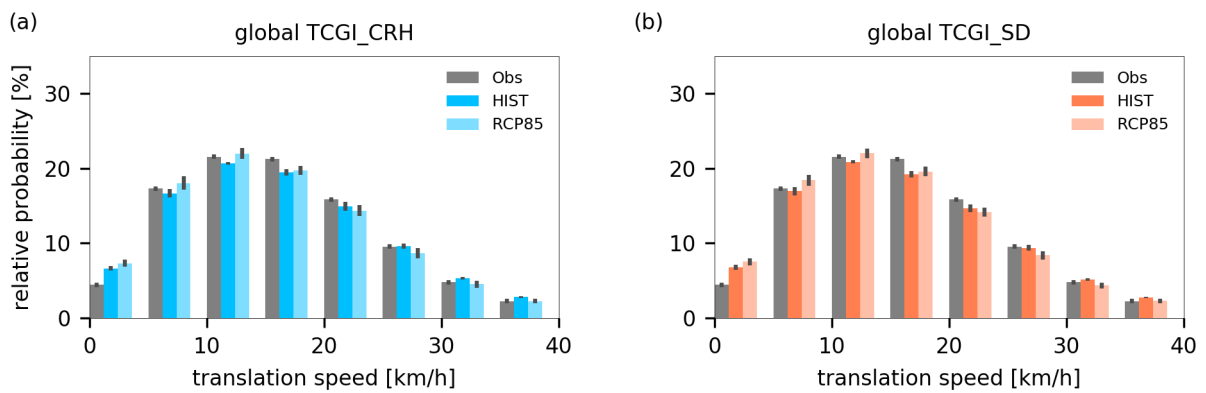 (a)
global TCGI_CRH
relative probability [%]
30
20
10
0
Obs
HIST
RCP85
0 10 20 30 40
translation speed [km/h]
(b)
global TCGI_SD
30
20
10
0
Obs
HIST
RCP85
0 10 20 30 40
translation speed [km/h]